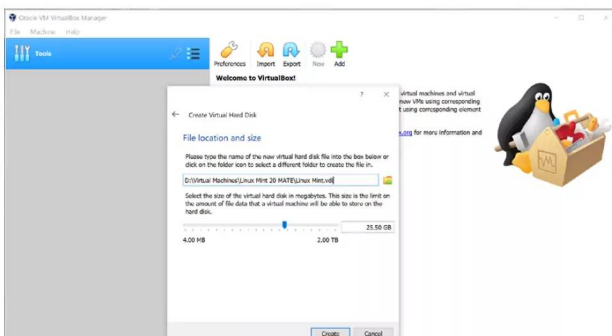 Oracle VM VirtualBox Manager
File Machine Help
Tools
Preferences Import Export New Add
Welcome to VirtualBox!
virtual machines and virtual
new VMs using corresponding
t using corresponding element
x.org for more information and
? ×
← Create Virtual Hard Disk
File location and size
Please type the name of the new virtual hard disk file into the box below or
click on the folder icon to select a different folder to create the file in.
D:\Virtual Machines\Linux Mint 20 MATE\Linux Mint.vdi
Select the size of the virtual hard disk in megabytes. This size is the limit on
the amount of file data that a virtual machine will be able to store on the
hard disk.
25.50 GB
4.00 MB 2.00 TB
Create Cancel